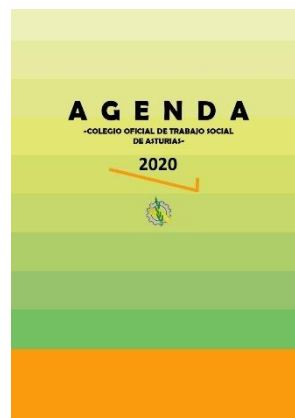 AGENDA
-COLEGIO OFICIAL DE TRABAJO SOCIAL
DE ASTURIAS-
2020